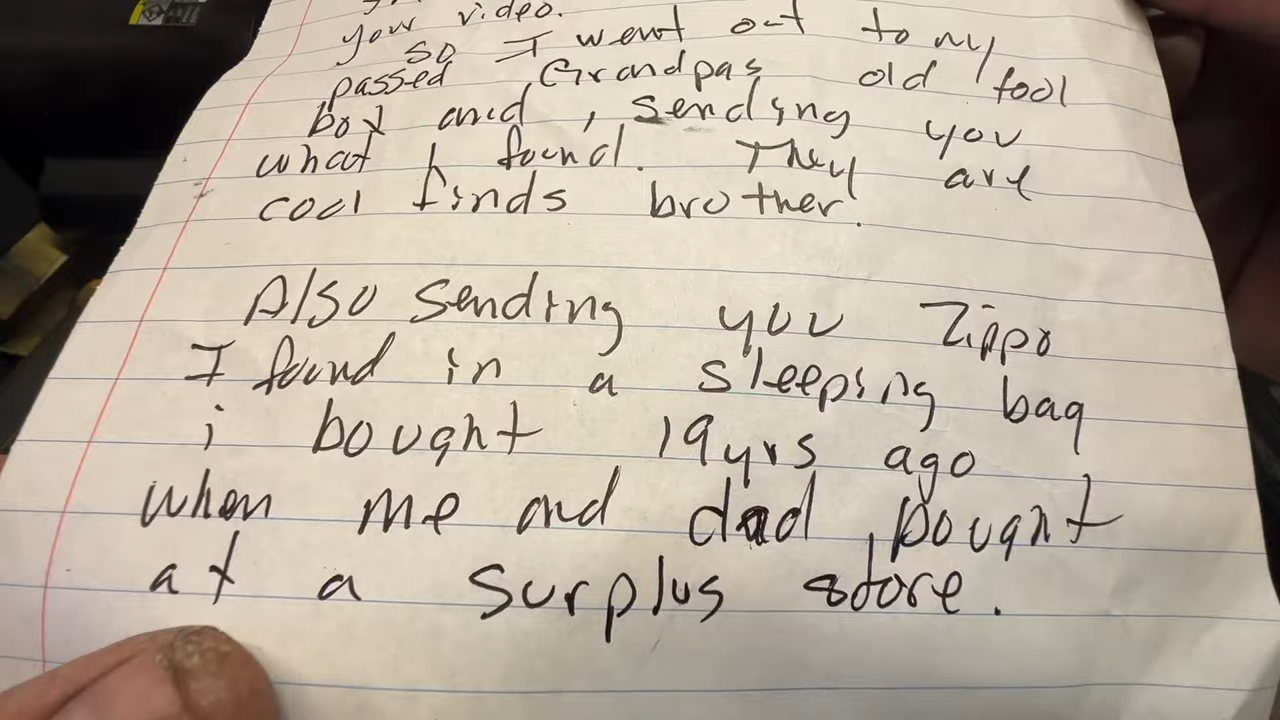 your video.
so I went out to my
passed Grandpas old tool
box and, sending you
what I found. They are
cool finds brother.
Also sending you Zippo
I found in a sleeping bag
i bought 19yrs ago
when me and dad bought
at a surplus store.